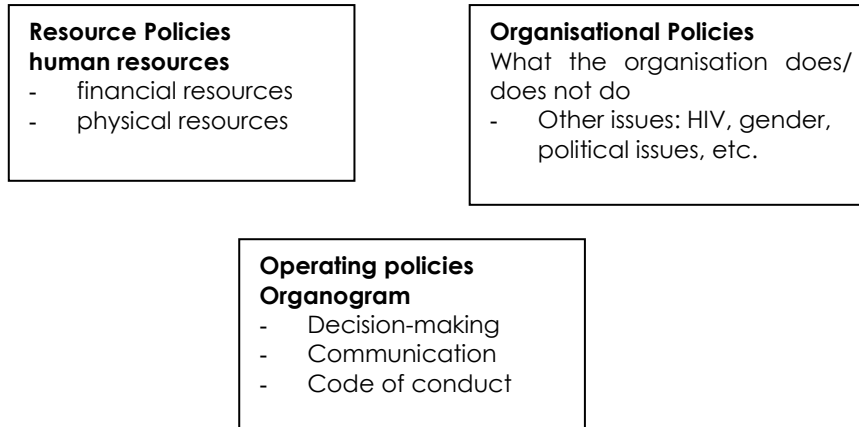 Resource Policies
human resources
- financial resources
- physical resources
Organisational Policies
What the organisation does/
does not do
- Other issues: HIV, gender,
political issues, etc.
Operating policies
Organogram
- Decision-making
- Communication
- Code of conduct